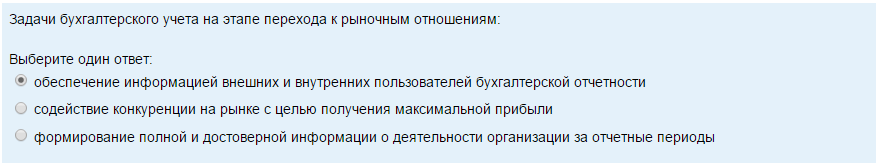 Задачи бухгалтерского учета на этапе перехода к рыночным отношениям:
Выберите один ответ:
обеспечение информацией внешних и внутренних пользователей бухгалтерской отчетности
содействие конкуренции на рынке с целью получения максимальной прибыли
формирование полной и достоверной информации о деятельности организации за отчетные периоды